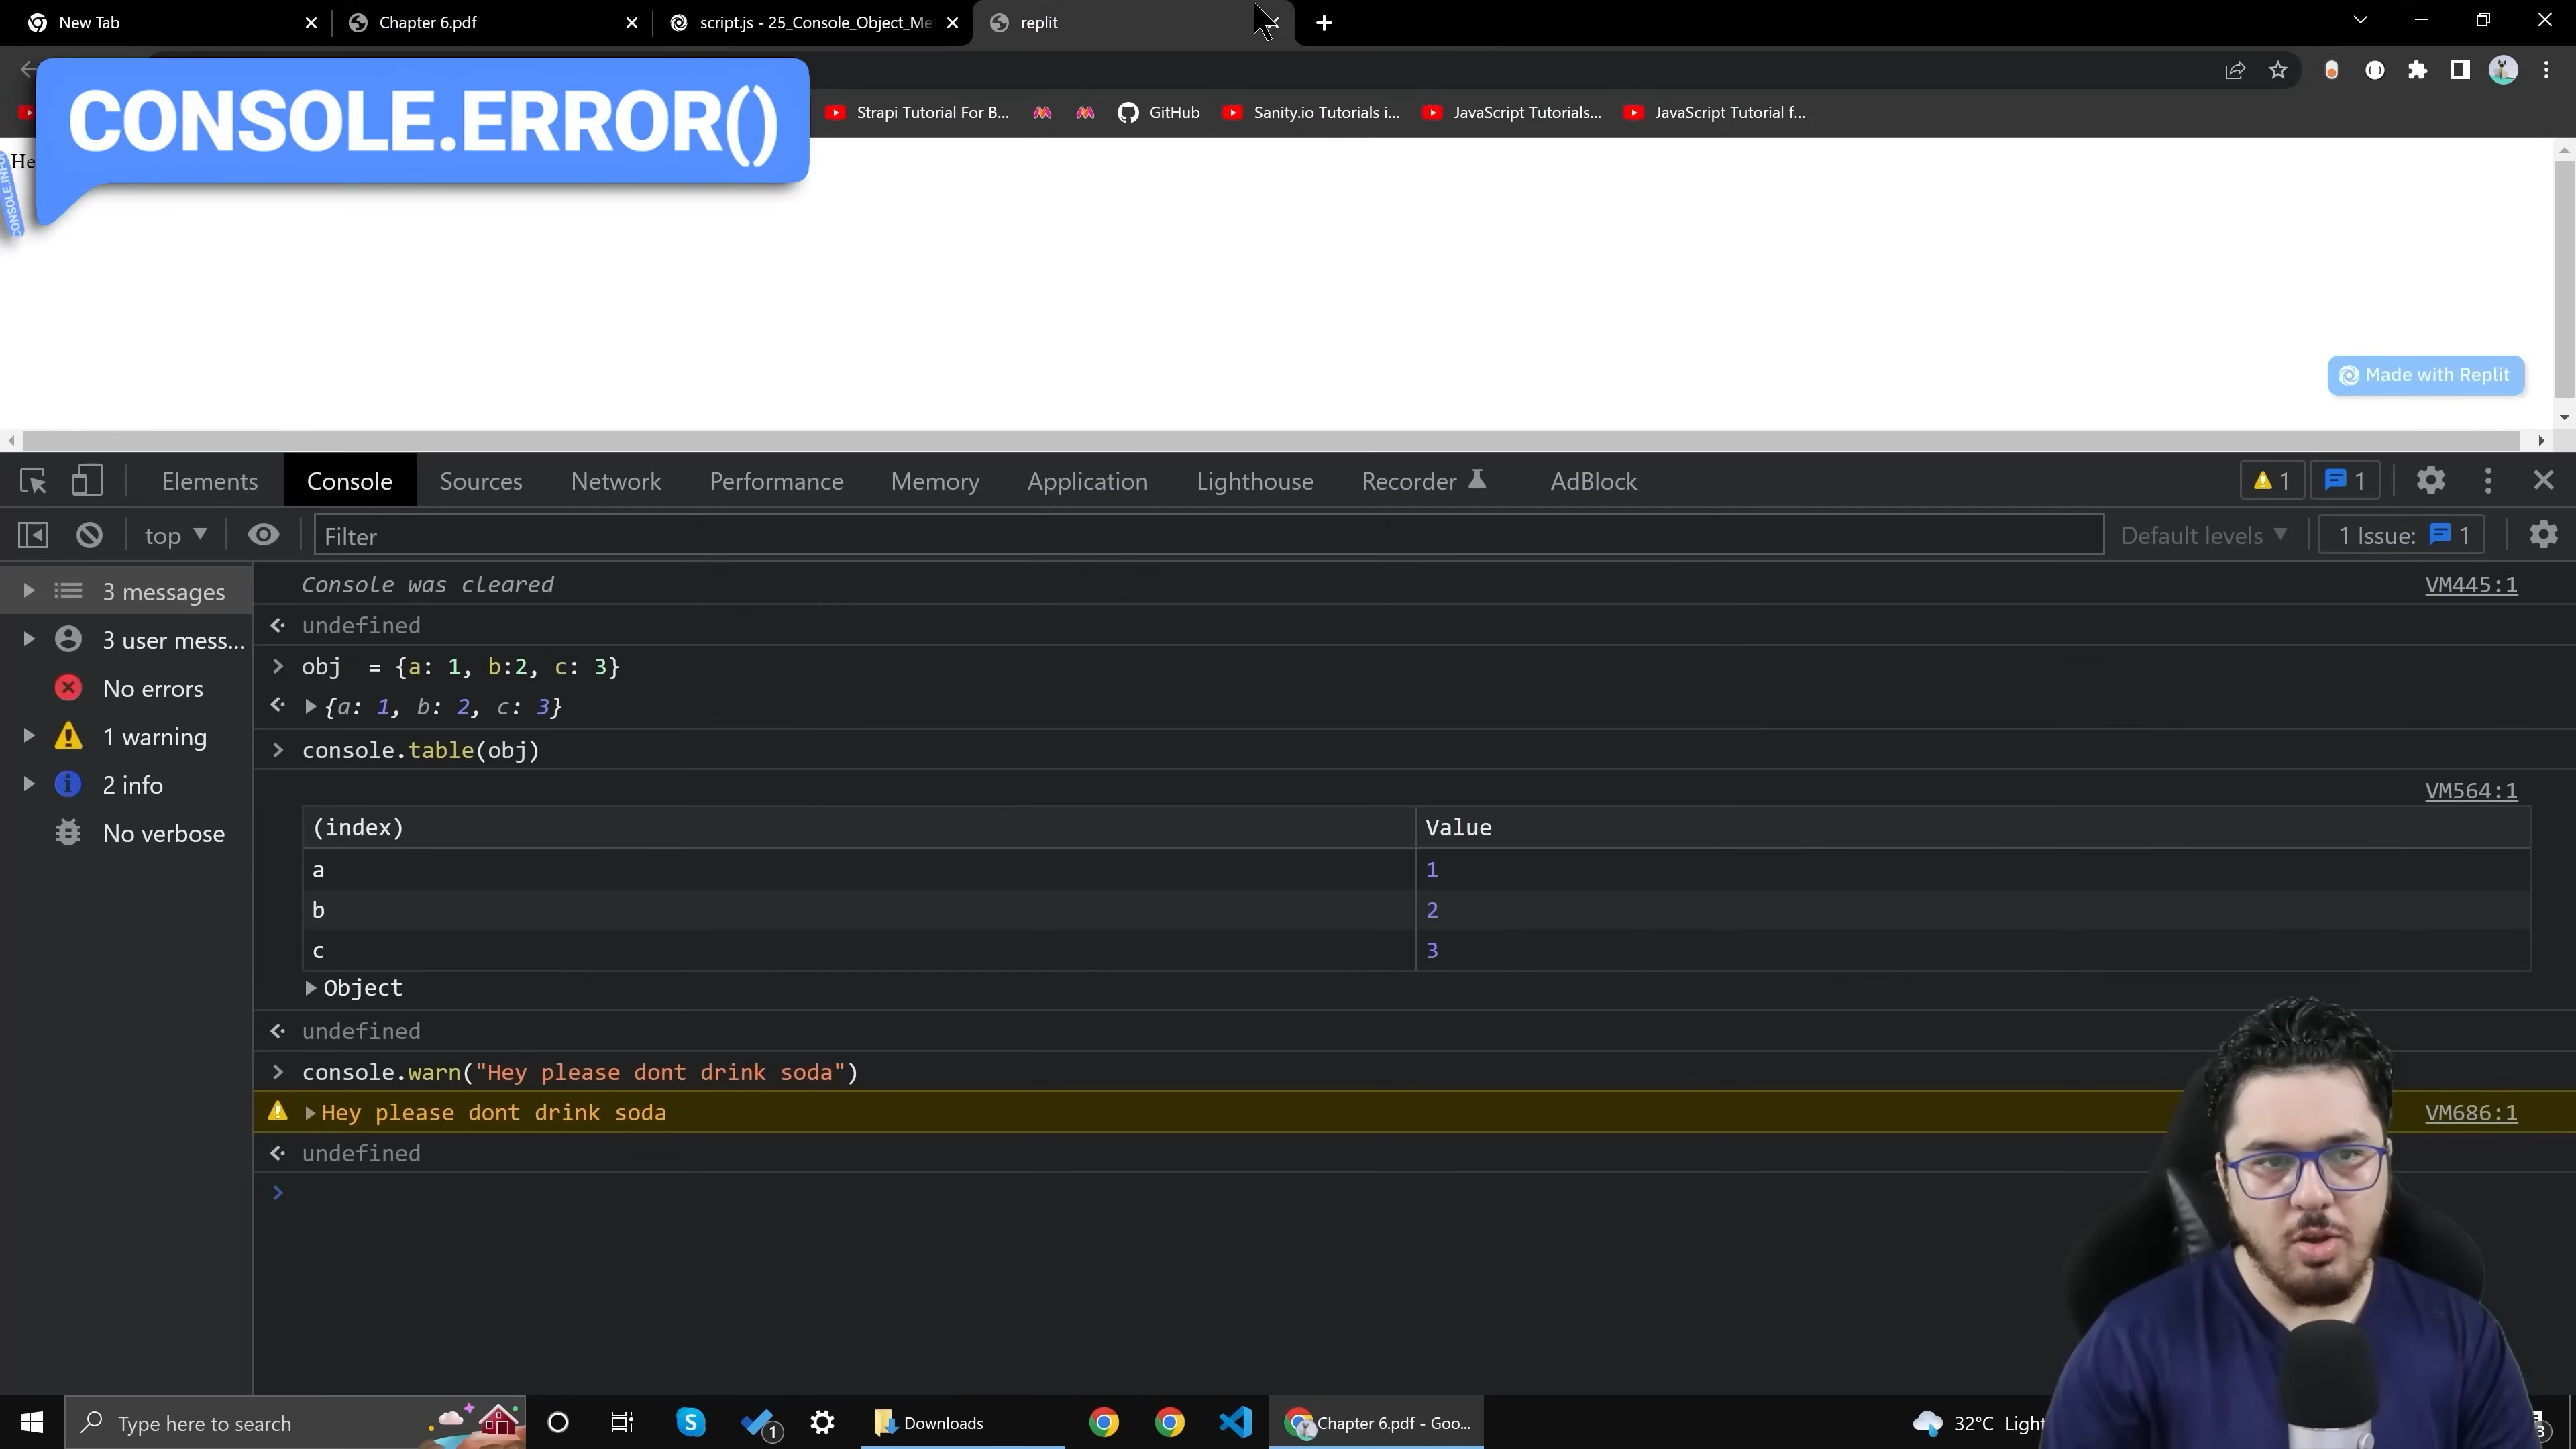 New Tab
Chapter 6.pdf
script.js - 25_Console_Object_Me
replit
CONSOLE.ERROR()
Strapi Tutorial For B...
GitHub
Sanity.io Tutorials i...
JavaScript Tutorials...
JavaScript Tutorial f...
He
Made with Replit
Elements
Console
Sources
Network
Performance
Memory
Application
Lighthouse
Recorder
AdBlock
1
1
top
Filter
Default levels
1 Issue: 1
3 messages
3 user mess...
No errors
1 warning
2 info
No verbose
Console was cleared
VM445:1
undefined
obj  = {a: 1, b:2, c: 3}
{a: 1, b: 2, c: 3}
console.table(obj)
VM564:1
(index) Value
a 1
b 2
c 3
Object
undefined
console.warn("Hey please dont drink soda")
Hey please dont drink soda
VM686:1
undefined
Type here to search
1
Downloads
Chapter 6.pdf - Goo...
32°C Light
3